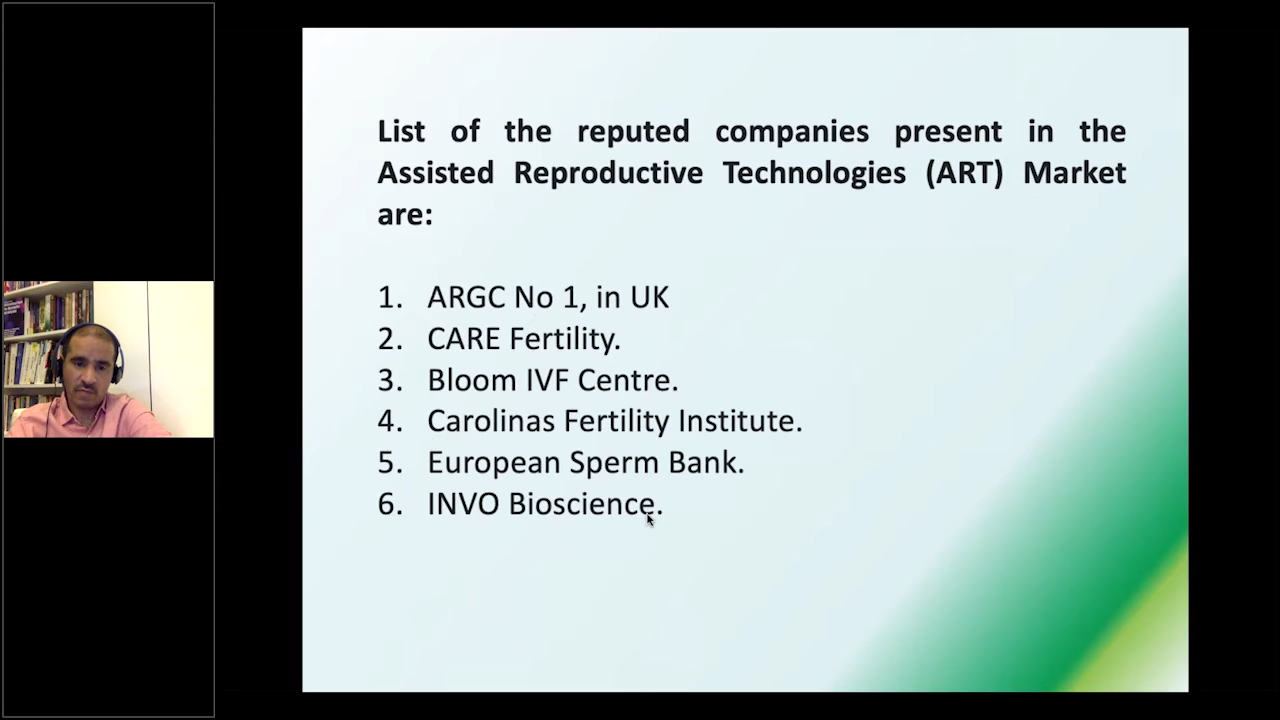 List of the reputed companies present in the
Assisted Reproductive Technologies (ART) Market
are:
1. ARGC No 1, in UK
2. CARE Fertility.
3. Bloom IVF Centre.
4. Carolinas Fertility Institute.
5. European Sperm Bank.
6. INVO Bioscience.